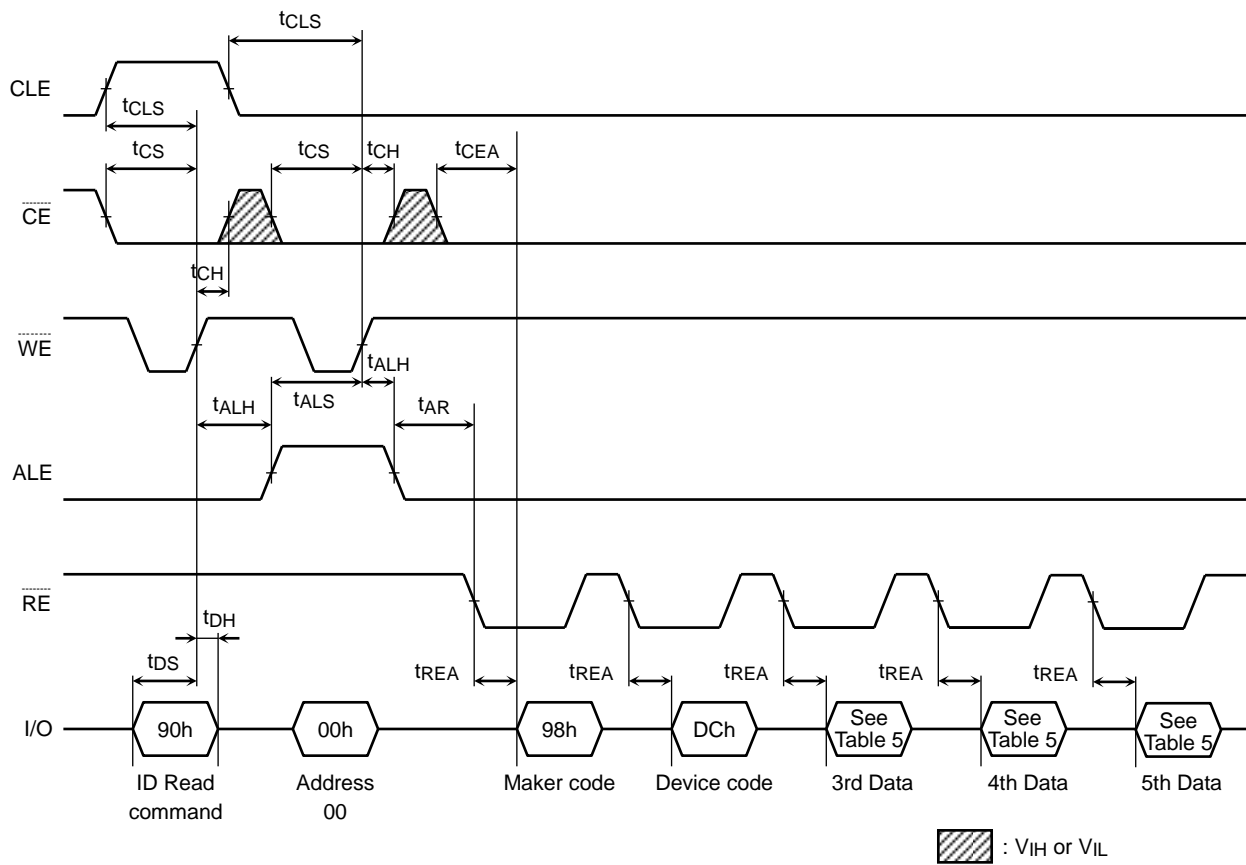 tCLS
CLE
tCLS
tCS tCS tCH tCEA
CE
tCH
WE
tALH
tALH tALS tAR
ALE
RE
tDH
tDS tREA tREA tREA tREA tREA
I/O 90h 00h 98h DCh See Table 5 See Table 5 See Table 5
ID Read command
Address 00
Maker code
Device code
3rd Data
4th Data
5th Data
: VIH or VIL